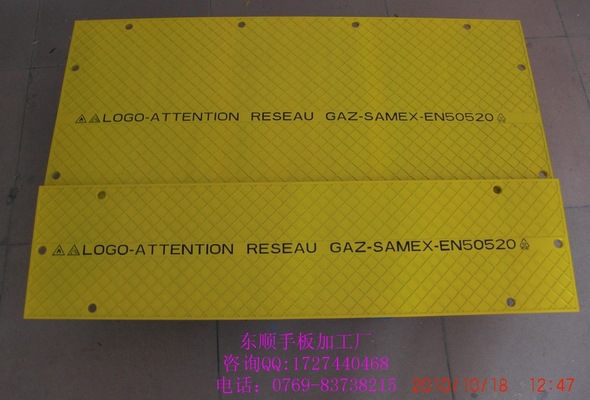 LOGO-ATTENTION RESEAU GAZ-SAMEX-EN50520
LOGO-ATTENTION RESEAU GAZ-SAMEX-EN50520
东顺手板加工厂
咨询QQ:1727440468
电话：0769-83738215
2010/10/18 12:47